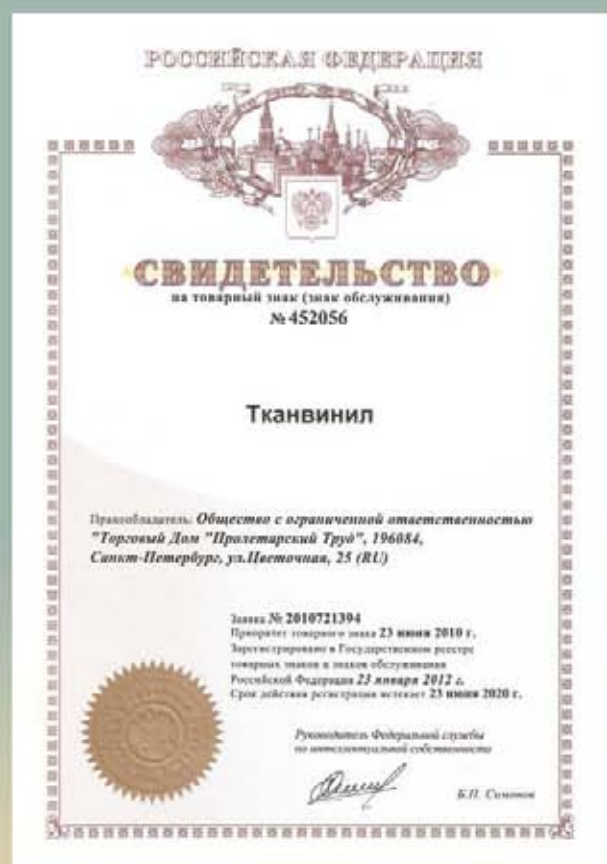 РОССИЙСКАЯ ФЕДЕРАЦИЯ
СВИДЕТЕЛЬСТВО
на товарный знак (знак обслуживания)
№ 452056
Тканвинил
Правообладатель: Общество с ограниченной ответственностью
"Торговый Дом "Пролетарский Труд", 196084,
Санкт-Петербург, ул.Цветочная, 25 (RU)
Заявка № 2010721394
Приоритет товарного знака 23 июня 2010 г.
Зарегистрировано в Государственном реестре
товарных знаков и знаков обслуживания
Российской Федерации 23 января 2012 г.
Срок действия регистрации истекает 23 июня 2020 г.
Руководитель Федеральной службы
по интеллектуальной собственности
Б.П. Симонов